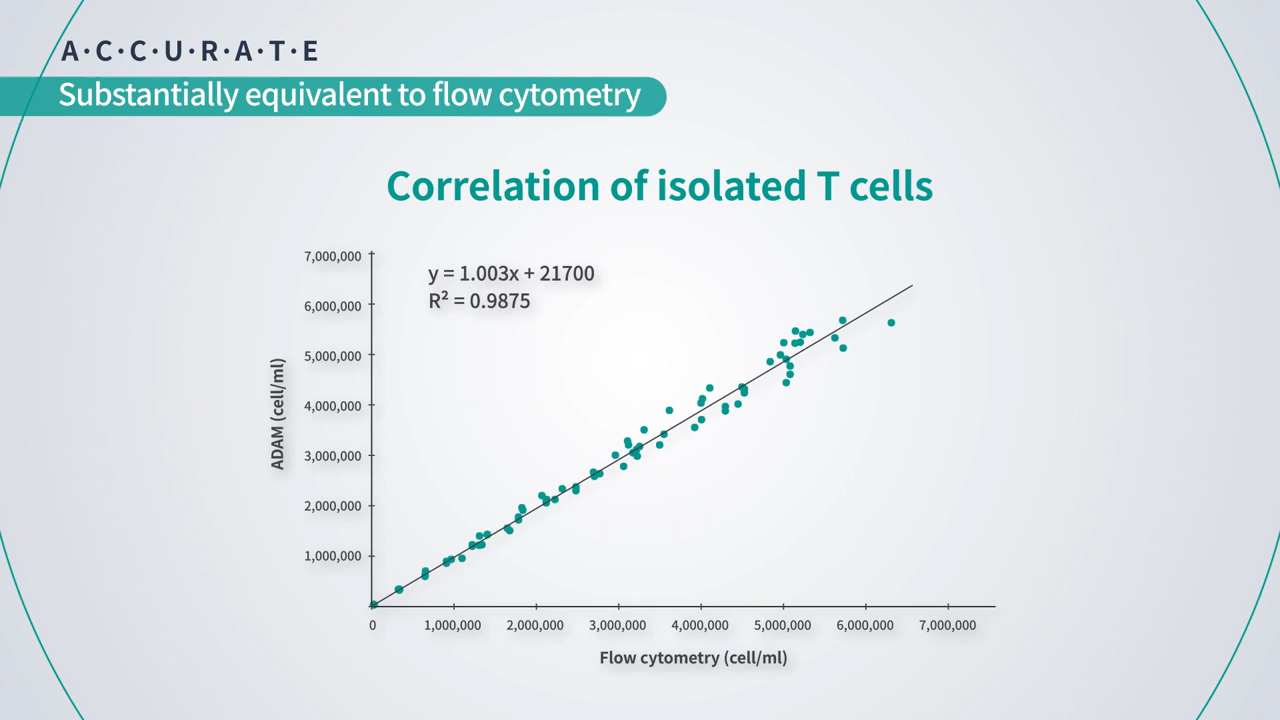 A·C·C·U·R·A·T·E
Substantially equivalent to flow cytometry
Correlation of isolated T cells
y = 1.003x + 21700
R² = 0.9875
ADAM (cell/ml)
7,000,000
6,000,000
5,000,000
4,000,000
3,000,000
2,000,000
1,000,000
0 1,000,000 2,000,000 3,000,000 4,000,000 5,000,000 6,000,000 7,000,000
Flow cytometry (cell/ml)